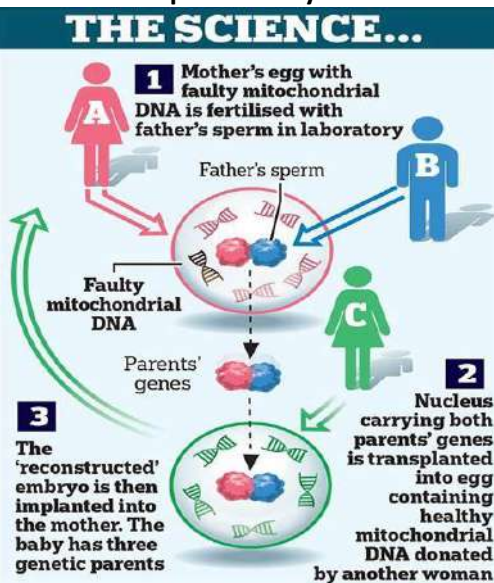 THE SCIENCE...
1 Mother's egg with
faulty mitochondrial
DNA is fertilised with
father's sperm in laboratory
A
B
Father's sperm
Faulty
mitochondrial
DNA
C
Parents'
genes
2
Nucleus
carrying both
parents' genes
is transplanted
into egg
containing
healthy
mitochondrial
DNA donated
by another woman
3
The
'reconstructed'
embryo is then
implanted into
the mother. The
baby has three
genetic parents